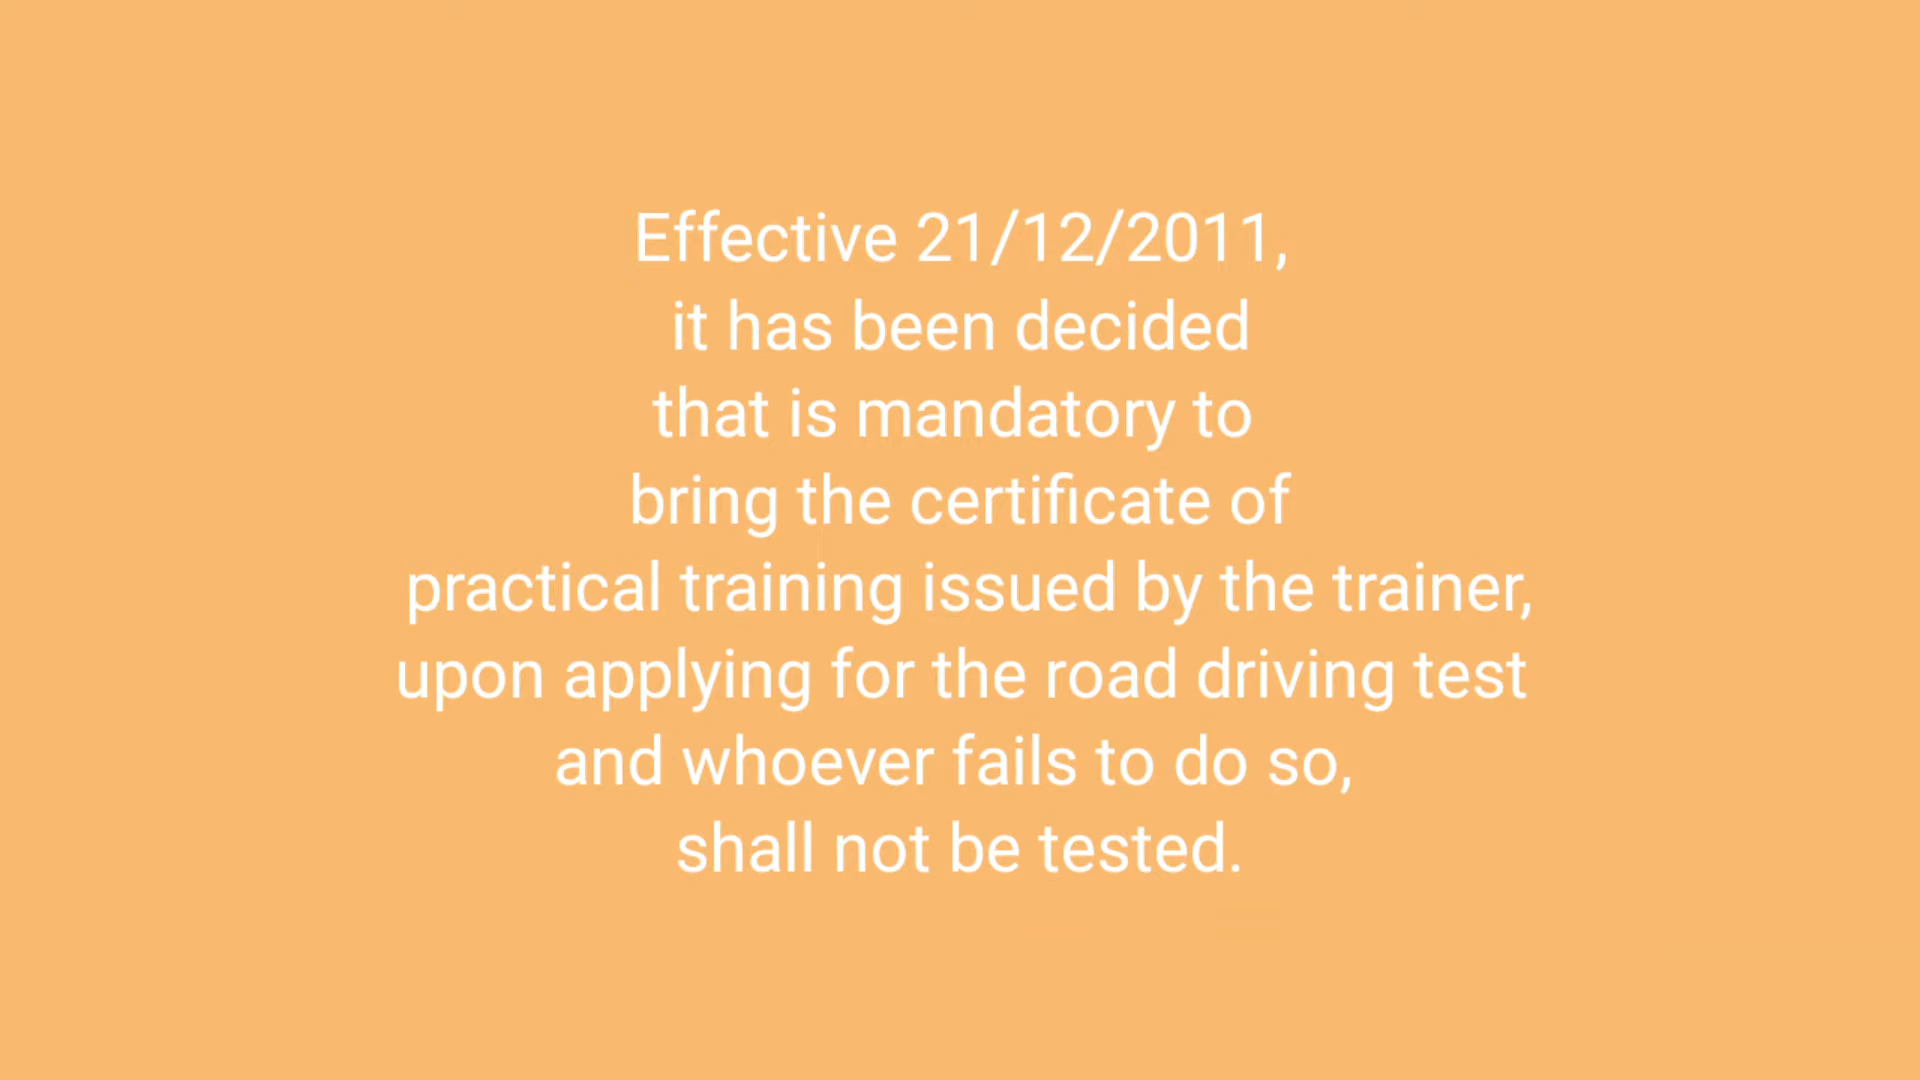 Effective 21/12/2011,
it has been decided
that is mandatory to
bring the certificate of
practical training issued by the trainer,
upon applying for the road driving test
and whoever fails to do so,
shall not be tested.